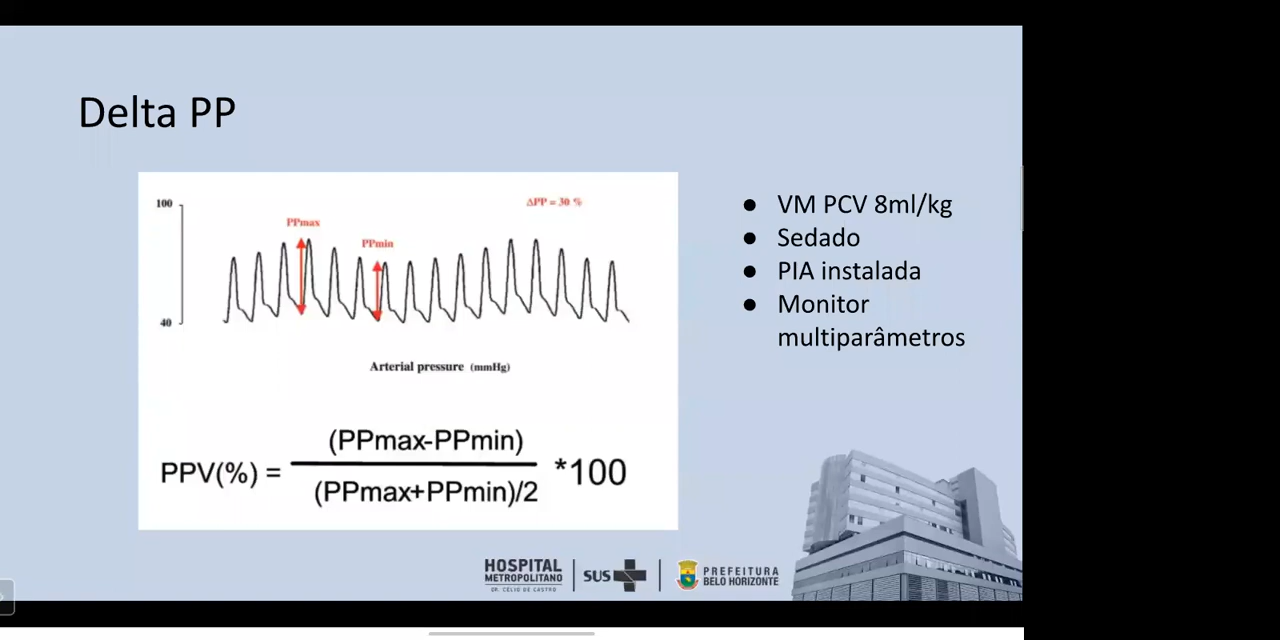 Delta PP
100
ΔPP = 30 %
PPmax
PPmin
40
Arterial pressure (mmHg)
PPV(%) = (PPmax-PPmin) / (PPmax+PPmin)/2 *100
● VM PCV 8ml/kg
● Sedado
● PIA instalada
● Monitor
multiparâmetros
HOSPITAL
METROPOLITANO
DR. CÉLIO DE CASTRO
SUS
PREFEITURA
BELO HORIZONTE